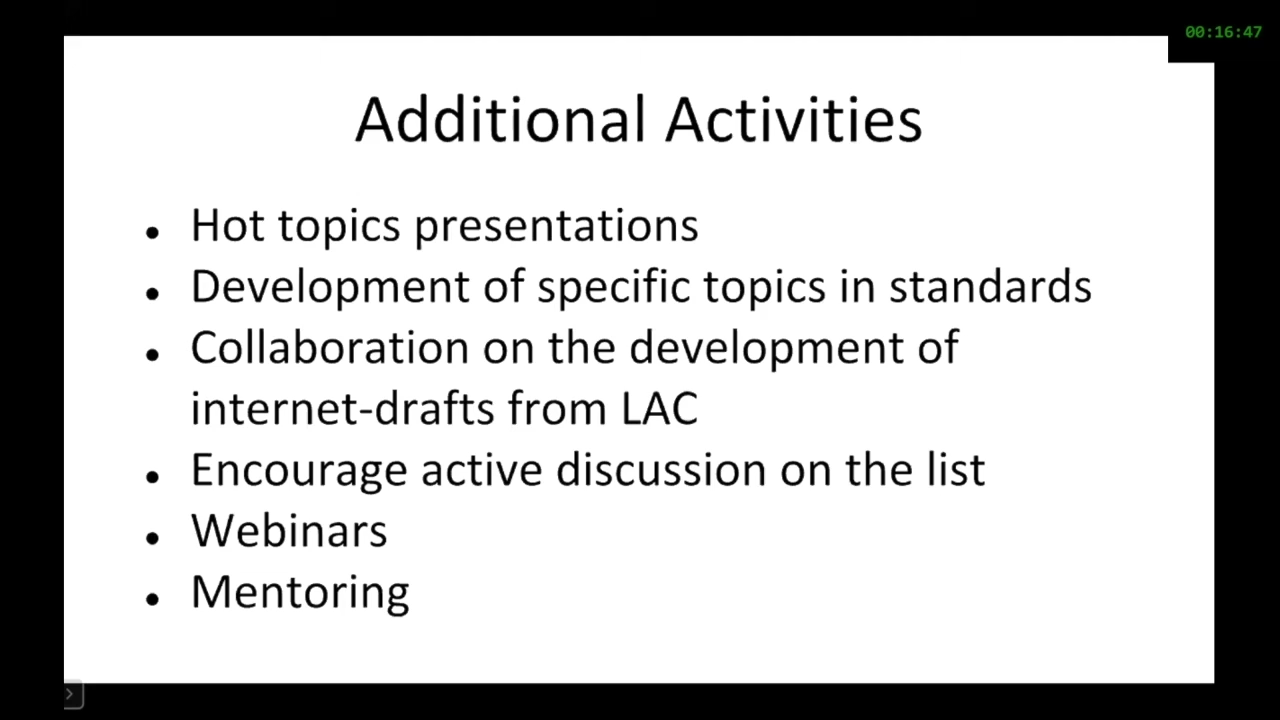 00:16:47
Additional Activities
• Hot topics presentations
• Development of specific topics in standards
• Collaboration on the development of
internet-drafts from LAC
• Encourage active discussion on the list
• Webinars
• Mentoring